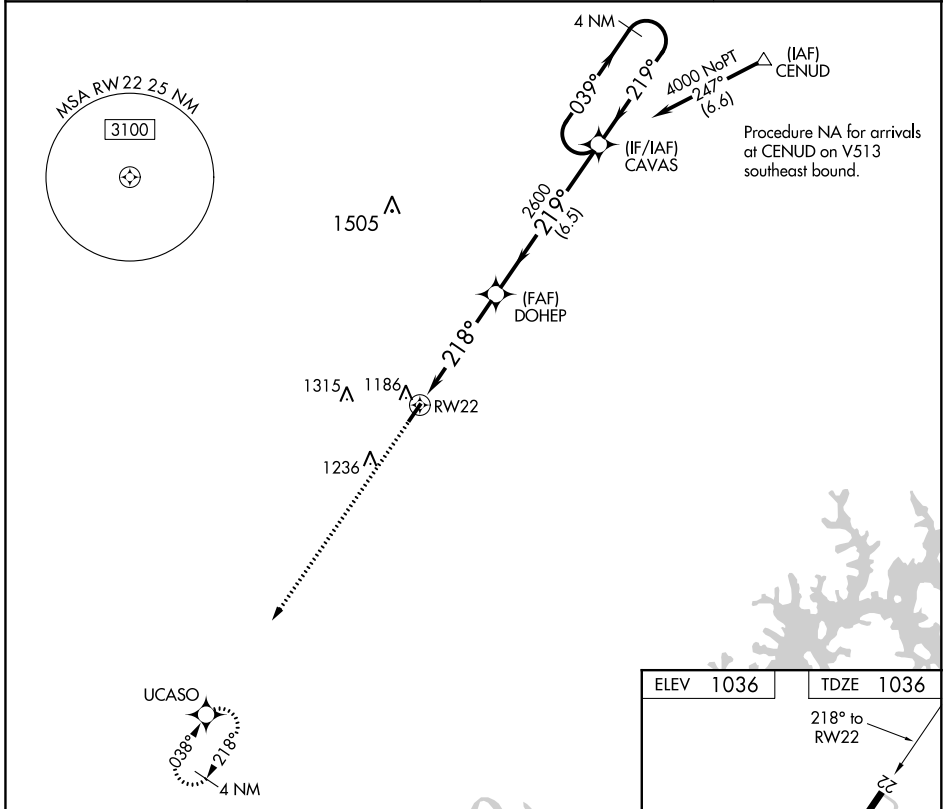 MSA RW 22 25 NM
3100
4 NM
039°
219°
4000 NoPT
247°
(6.6)
(IAF)
CENUD
(IF/IAF)
CAVAS
Procedure NA for arrivals
at CENUD on V513
southeast bound.
1505
2600
219°
(6.5)
(FAF)
DOHEP
218°
1315
1186
RW22
1236
UCASO
038°
218°
4 NM
ELEV 1036
TDZE 1036
218° to
RW22
22